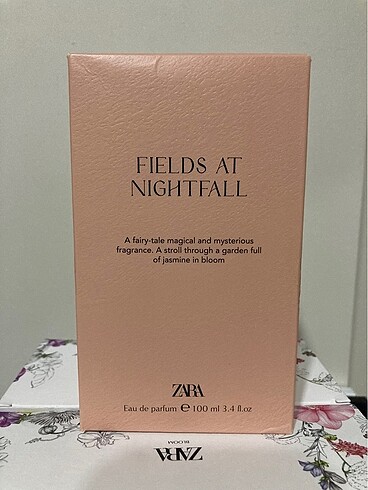 FIELDS AT
NIGHTFALL
A fairy-tale magical and mysterious
fragrance. A stroll through a garden full
of jasmine in bloom
ZARA
Eau de parfum ℮ 100 ml 3.4 fl.oz
BLOOM
ZARA